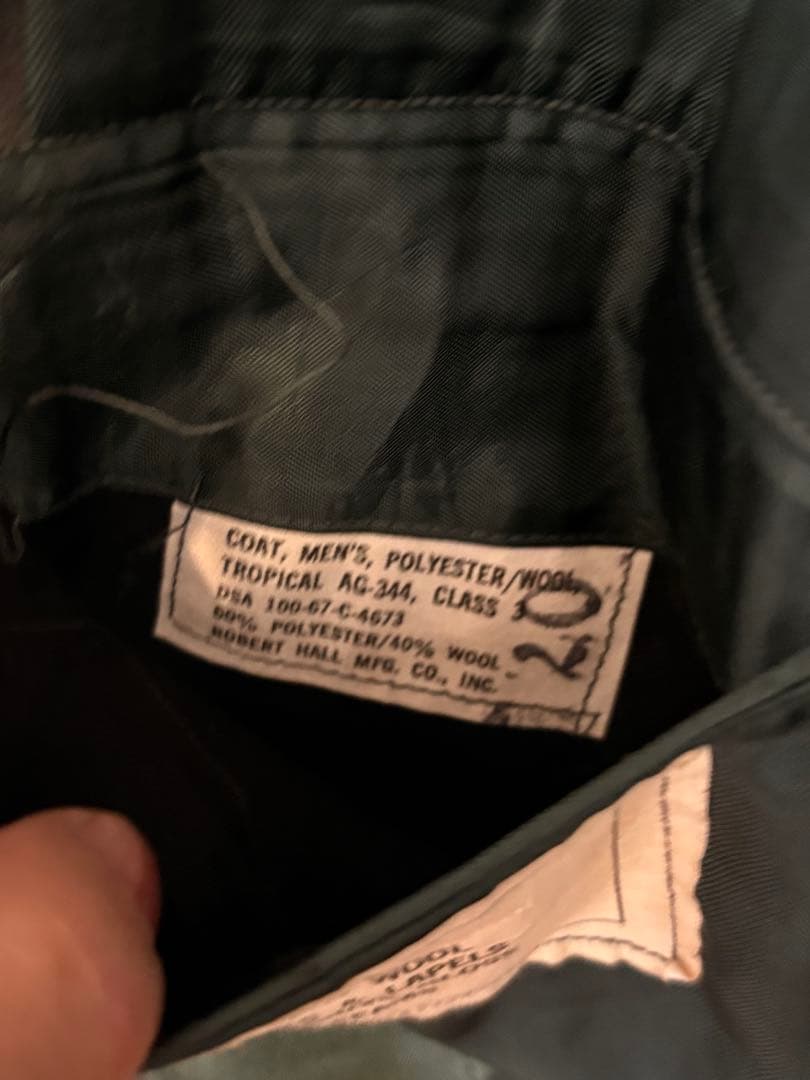 COAT, MEN'S, POLYESTER/WOOL
TROPICAL AG-344, CLASS 3
DSA 100-67-C-4673
60% POLYESTER/40% WOOL
ROBERT HALL MFG. CO., INC.
20
WOOL
LAPELS